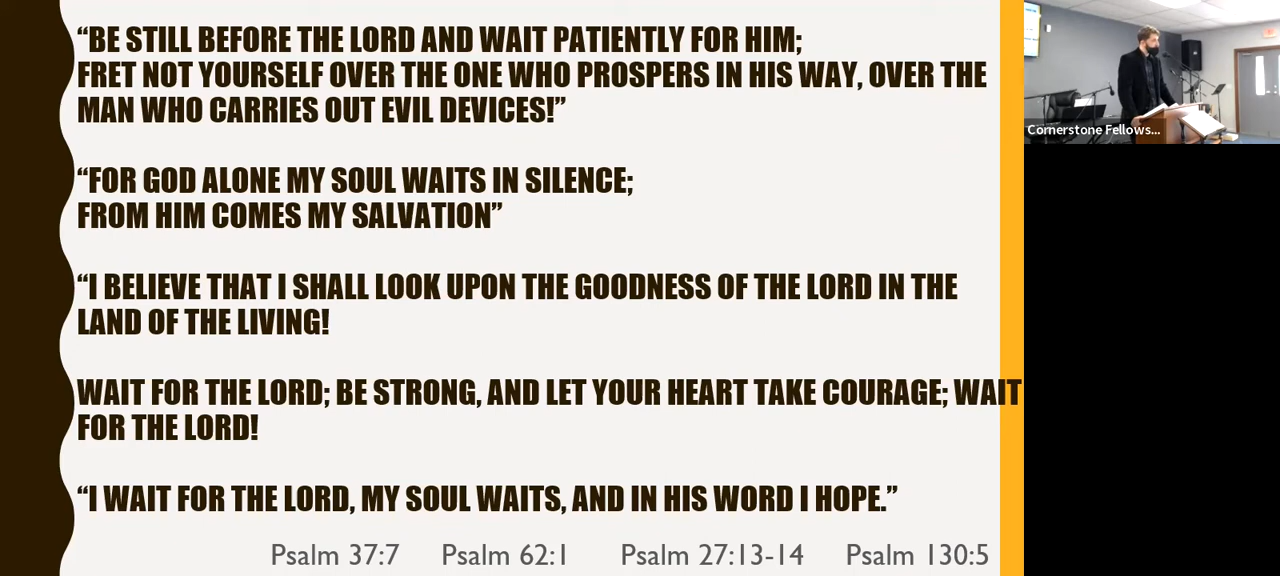 “BE STILL BEFORE THE LORD AND WAIT PATIENTLY FOR HIM;
FRET NOT YOURSELF OVER THE ONE WHO PROSPERS IN HIS WAY, OVER THE
MAN WHO CARRIES OUT EVIL DEVICES!”
“FOR GOD ALONE MY SOUL WAITS IN SILENCE;
FROM HIM COMES MY SALVATION”
“I BELIEVE THAT I SHALL LOOK UPON THE GOODNESS OF THE LORD IN THE
LAND OF THE LIVING!
WAIT FOR THE LORD; BE STRONG, AND LET YOUR HEART TAKE COURAGE; WAIT
FOR THE LORD!
“I WAIT FOR THE LORD, MY SOUL WAITS, AND IN HIS WORD I HOPE.”
Psalm 37:7 Psalm 62:1 Psalm 27:13-14 Psalm 130:5
Cornerstone Fellows...